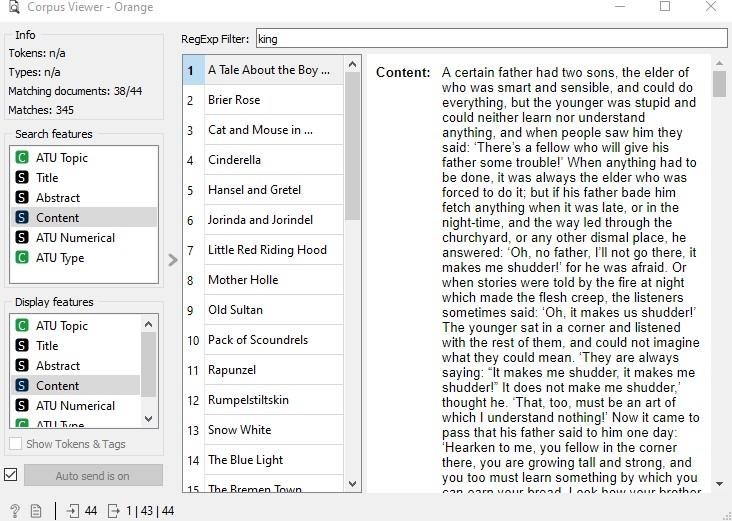 Corpus Viewer - Orange
Info
Tokens: n/a
Types: n/a
Matching documents: 38/44
Matches: 345
Search features
C ATU Topic
S Title
S Abstract
S Content
S ATU Numerical
C ATU Type
Display features
C ATU Topic
S Title
S Abstract
S Content
S ATU Numerical
C ATU Type
Show Tokens & Tags
Auto send is on
? 44 1 | 43 | 44
RegExp Filter: king
1 A Tale About the Boy ...
2 Brier Rose
3 Cat and Mouse in ...
4 Cinderella
5 Hansel and Gretel
6 Jorinda and Jorindel
7 Little Red Riding Hood
8 Mother Holle
9 Old Sultan
10 Pack of Scoundrels
11 Rapunzel
12 Rumpelstiltskin
13 Snow White
14 The Blue Light
15 The Bremen Town
Content: A certain father had two sons, the elder of
who was smart and sensible, and could do
everything, but the younger was stupid and
could neither learn nor understand
anything, and when people saw him they
said: ‘There’s a fellow who will give his
father some trouble!’ When anything had to
be done, it was always the elder who was
forced to do it; but if his father bade him
fetch anything when it was late, or in the
night-time, and the way led through the
churchyard, or any other dismal place, he
answered: ‘Oh, no father, I’ll not go there, it
makes me shudder!’ for he was afraid. Or
when stories were told by the fire at night
which made the flesh creep, the listeners
sometimes said: ‘Oh, it makes us shudder!’
The younger sat in a corner and listened
with the rest of them, and could not imagine
what they could mean. ‘They are always
saying: “It makes me shudder, it makes me
shudder!” It does not make me shudder,’
thought he. ‘That, too, must be an art of
which I understand nothing!’ Now it came to
pass that his father said to him one day:
‘Hearken to me, you fellow in the corner
there, you are growing tall and strong, and
you too must learn something by which you
can earn your bread. Look how your brother